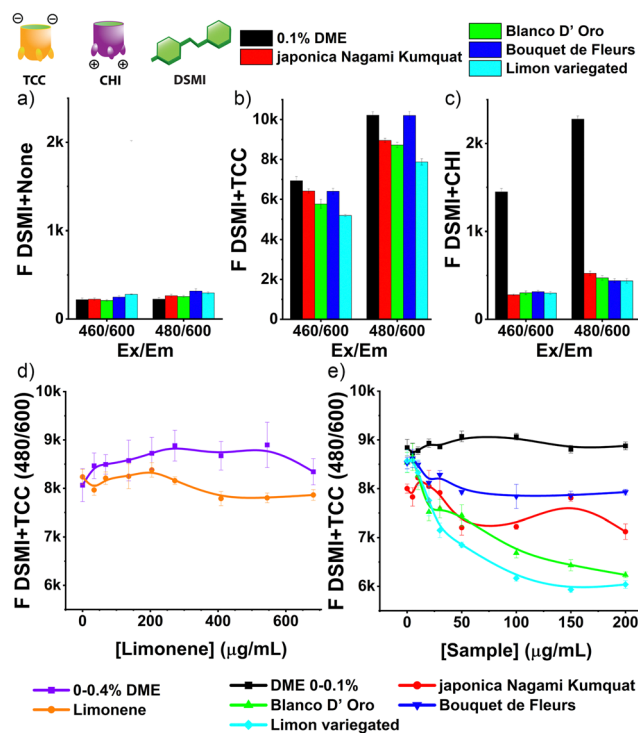 ⊖ ⊖
TCC
CHI
⊕ ⊕
DSMI
0.1% DME
japonica Nagami Kumquat
Blanco D' Oro
Bouquet de Fleurs
Limon variegated
a)
F DSMI+None
2k
1k
0
460/600 480/600
Ex/Em
b)
F DSMI+TCC
10k
8k
6k
4k
2k
0
460/600 480/600
Ex/Em
c)
F DSMI+CHI
2k
1k
0
460/600 480/600
Ex/Em
d)
F DSMI+TCC (480/600)
10k
9k
8k
7k
6k
0 200 400 600
[Limonene] (μg/mL)
e)
F DSMI+TCC (480/600)
10k
9k
8k
7k
6k
0 50 100 150 200
[Sample] (μg/mL)
0-0.4% DME
Limonene
DME 0-0.1%
Blanco D' Oro
Limon variegated
japonica Nagami Kumquat
Bouquet de Fleurs